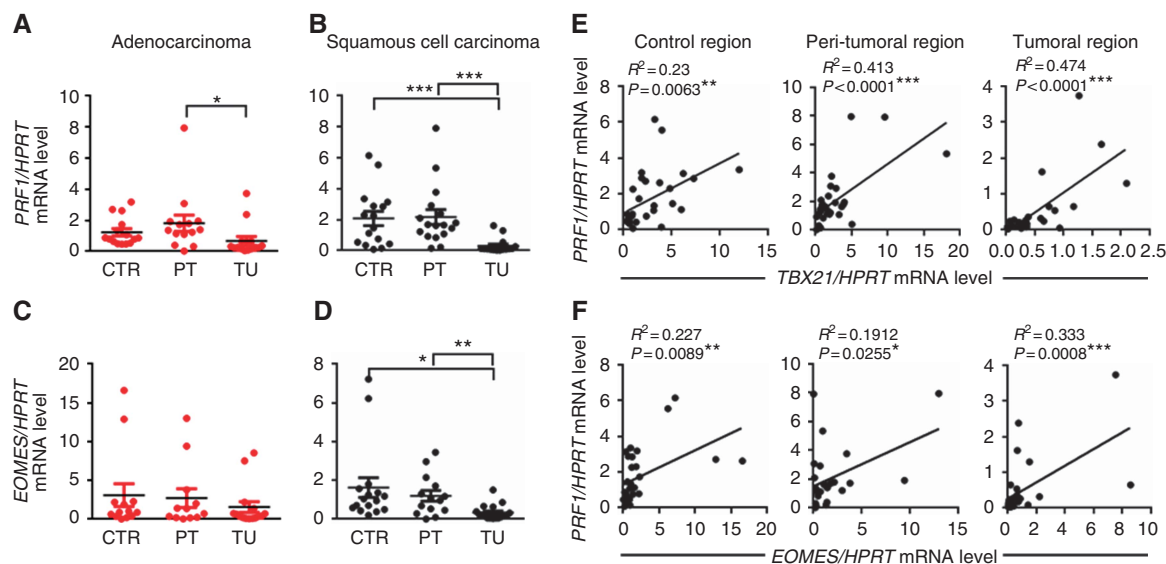 A
Adenocarcinoma
PRF1/HPRT
mRNA level
10
8
6
4
2
0
*
CTR PT TU
B
Squamous cell carcinoma
10
8
6
4
2
0
***
***
CTR PT TU
C
EOMES/HPRT
mRNA level
20
15
10
5
0
CTR PT TU
D
8
6
4
2
0
*
**
CTR PT TU
E
Control region
R²=0.23
P=0.0063**
PRF1/HPRT mRNA level
8
6
4
2
0
0 5 10 15
Peri-tumoral region
R²=0.413
P<0.0001***
10
8
6
4
2
0
0 5 10 15 20
Tumoral region
R²=0.474
P<0.0001***
4
3
2
1
0
0.0 0.5 1.0 1.5 2.0 2.5
TBX21/HPRT mRNA level
F
R²=0.227
P=0.0089**
PRF1/HPRT mRNA level
8
6
4
2
0
0 5 10 15 20
R²=0.1912
P=0.0255*
10
8
6
4
2
0
0 5 10 15
R²=0.333
P=0.0008***
4
3
2
1
0
0 2 4 6 8 10
EOMES/HPRT mRNA level